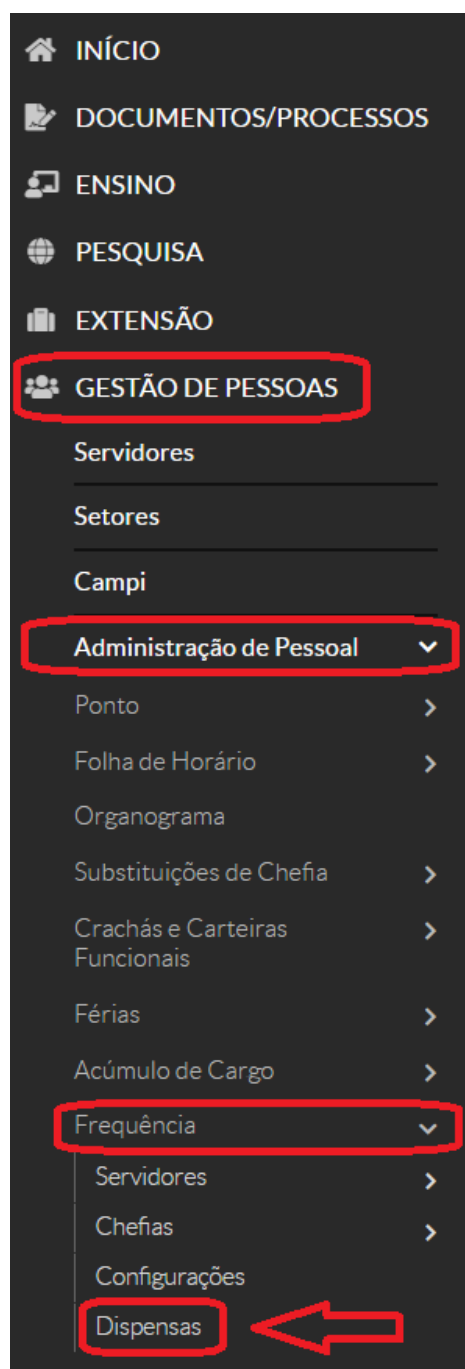 INÍCIO
DOCUMENTOS/PROCESSOS
ENSINO
PESQUISA
EXTENSÃO
GESTÃO DE PESSOAS
Servidores
Setores
Campi
Administração de Pessoal
Ponto
Folha de Horário
Organograma
Substituições de Chefia
Crachás e Carteiras
Funcionais
Férias
Acúmulo de Cargo
Frequência
Servidores
Chefias
Configurações
Dispensas